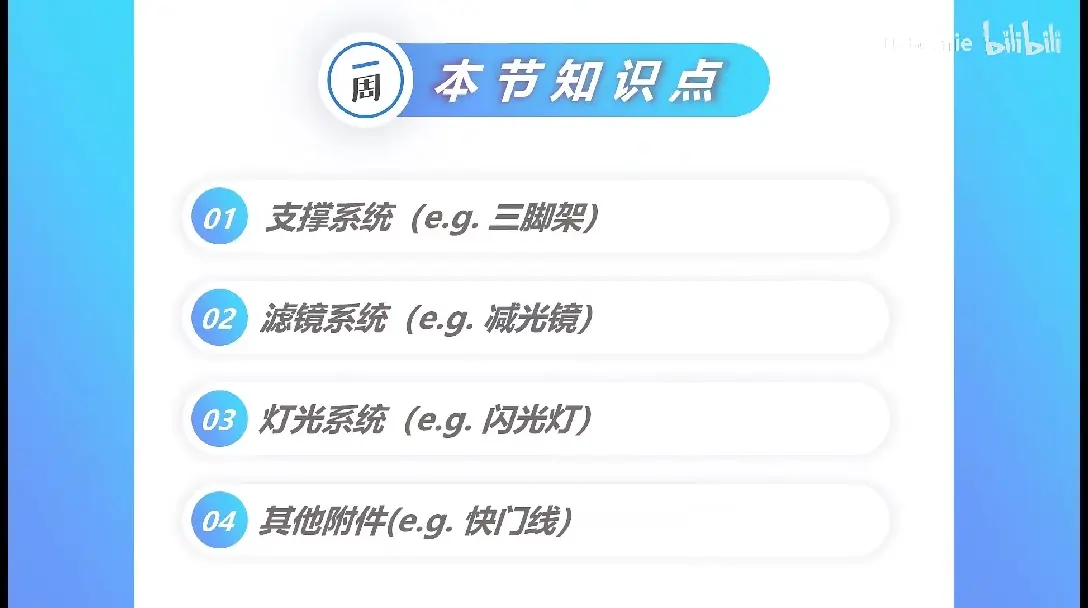 一周
本节知识点
bilibili
01 支撑系统（e.g. 三脚架）
02 滤镜系统（e.g. 减光镜）
03 灯光系统（e.g. 闪光灯）
04 其他附件(e.g. 快门线）